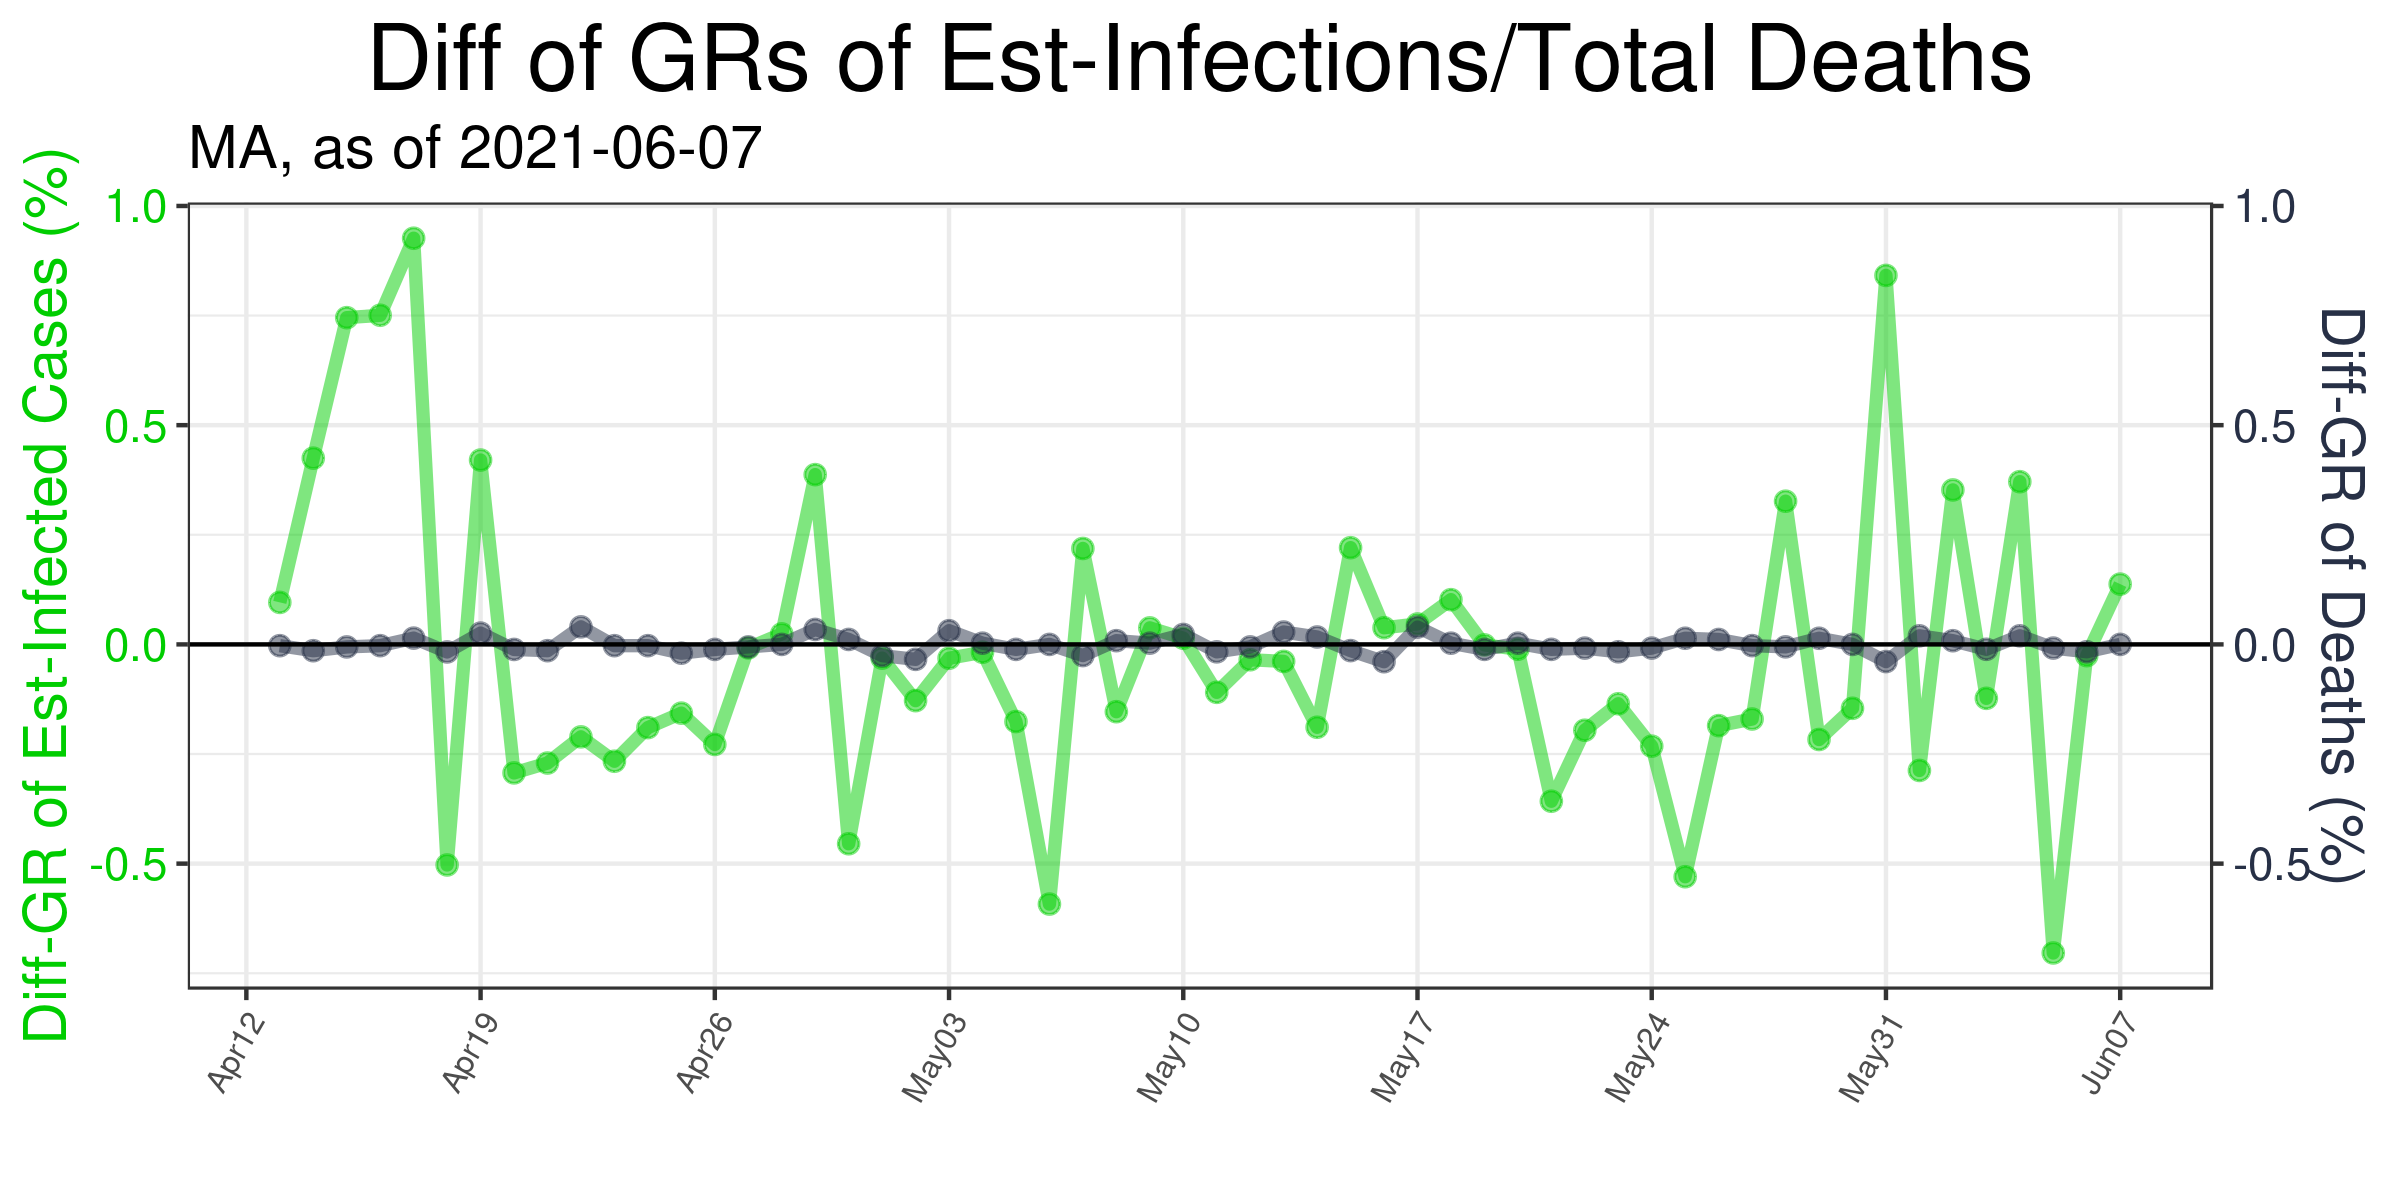 Diff of GRs of Est-Infections/Total Deaths
MA, as of 2021-06-07
Diff-GR of Est-Infected Cases (%)
1.0
0.5
0.0
-0.5
1.0
0.5
0.0
-0.5
Diff-GR of Deaths (%)
Apr12
Apr19
Apr26
May03
May10
May17
May24
May31
Jun07